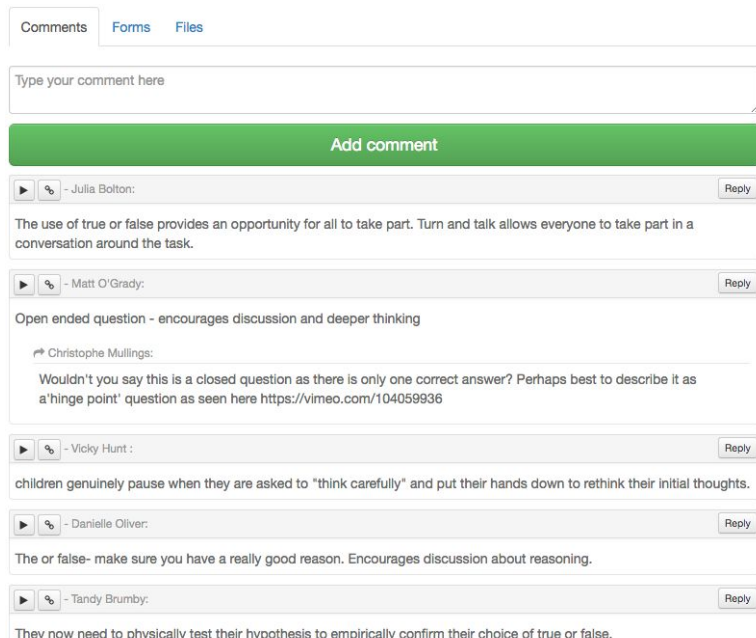 Comments Forms Files
Type your comment here
Add comment
- Julia Bolton: Reply
The use of true or false provides an opportunity for all to take part. Turn and talk allows everyone to take part in a
conversation around the task.
- Matt O'Grady: Reply
Open ended question - encourages discussion and deeper thinking
Christophe Mullings:
Wouldn't you say this is a closed question as there is only one correct answer? Perhaps best to describe it as
a'hinge point' question as seen here https://vimeo.com/104059936
- Vicky Hunt : Reply
children genuinely pause when they are asked to "think carefully" and put their hands down to rethink their initial thoughts.
- Danielle Oliver: Reply
The or false- make sure you have a really good reason. Encourages discussion about reasoning.
- Tandy Brumby: Reply
They now need to physically test their hypothesis to empirically confirm their choice of true or false.